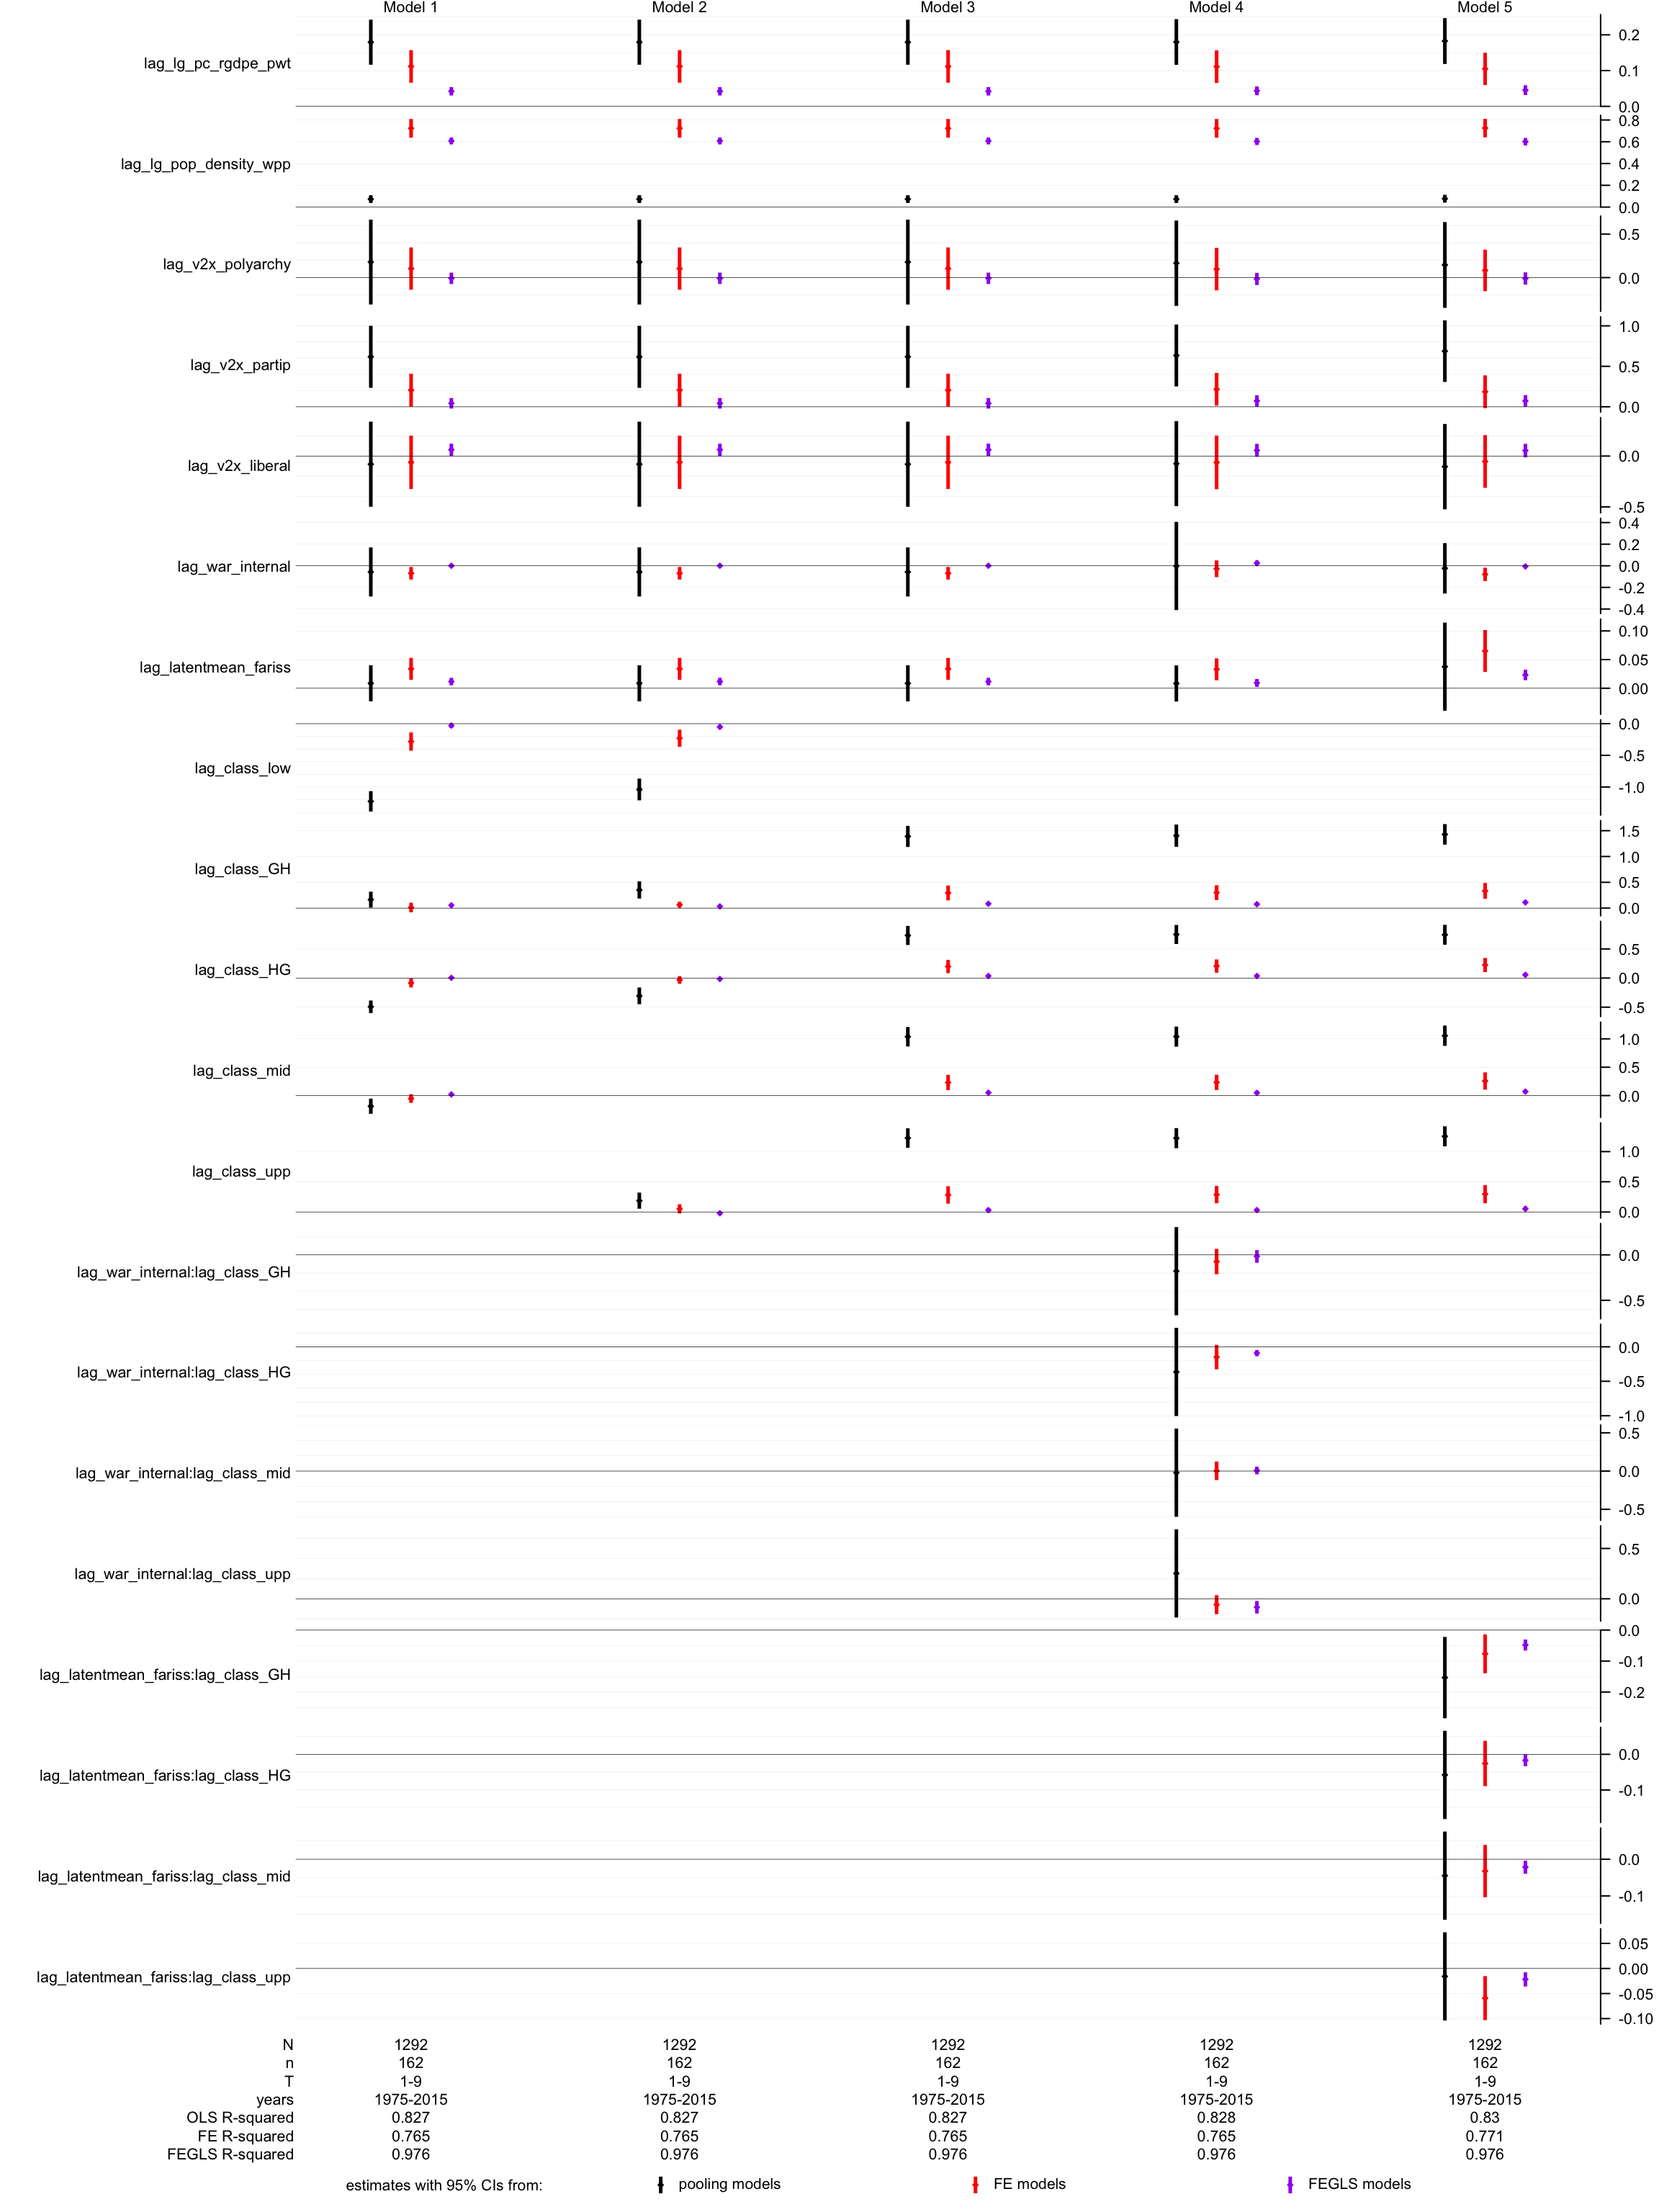 Model 1 Model 2 Model 3 Model 4 Model 5
lag_lg_pc_rgdpe_pwt
0.2
0.1
0.0
lag_lg_pop_density_wpp
0.8
0.6
0.4
0.2
0.0
lag_v2x_polyarchy
0.5
0.0
lag_v2x_partip
1.0
0.5
0.0
lag_v2x_liberal
0.0
-0.5
lag_war_internal
0.4
0.2
0.0
-0.2
-0.4
lag_latentmean_fariss
0.10
0.05
0.00
lag_class_low
0.0
-0.5
-1.0
lag_class_GH
1.5
1.0
0.5
0.0
lag_class_HG
0.5
0.0
-0.5
lag_class_mid
1.0
0.5
0.0
lag_class_upp
1.0
0.5
0.0
lag_war_internal:lag_class_GH
0.0
-0.5
lag_war_internal:lag_class_HG
0.0
-0.5
-1.0
lag_war_internal:lag_class_mid
0.5
0.0
-0.5
lag_war_internal:lag_class_upp
0.5
0.0
lag_latentmean_fariss:lag_class_GH
0.0
-0.1
-0.2
lag_latentmean_fariss:lag_class_HG
0.0
-0.1
lag_latentmean_fariss:lag_class_mid
0.0
-0.1
lag_latentmean_fariss:lag_class_upp
0.05
0.00
-0.05
-0.10
N 1292 1292 1292 1292 1292
n 162 162 162 162 162
T 1-9 1-9 1-9 1-9 1-9
years 1975-2015 1975-2015 1975-2015 1975-2015 1975-2015
OLS R-squared 0.827 0.827 0.827 0.828 0.83
FE R-squared 0.765 0.765 0.765 0.765 0.771
FEGLS R-squared 0.976 0.976 0.976 0.976 0.976
estimates with 95% CIs from: pooling models FE models FEGLS models